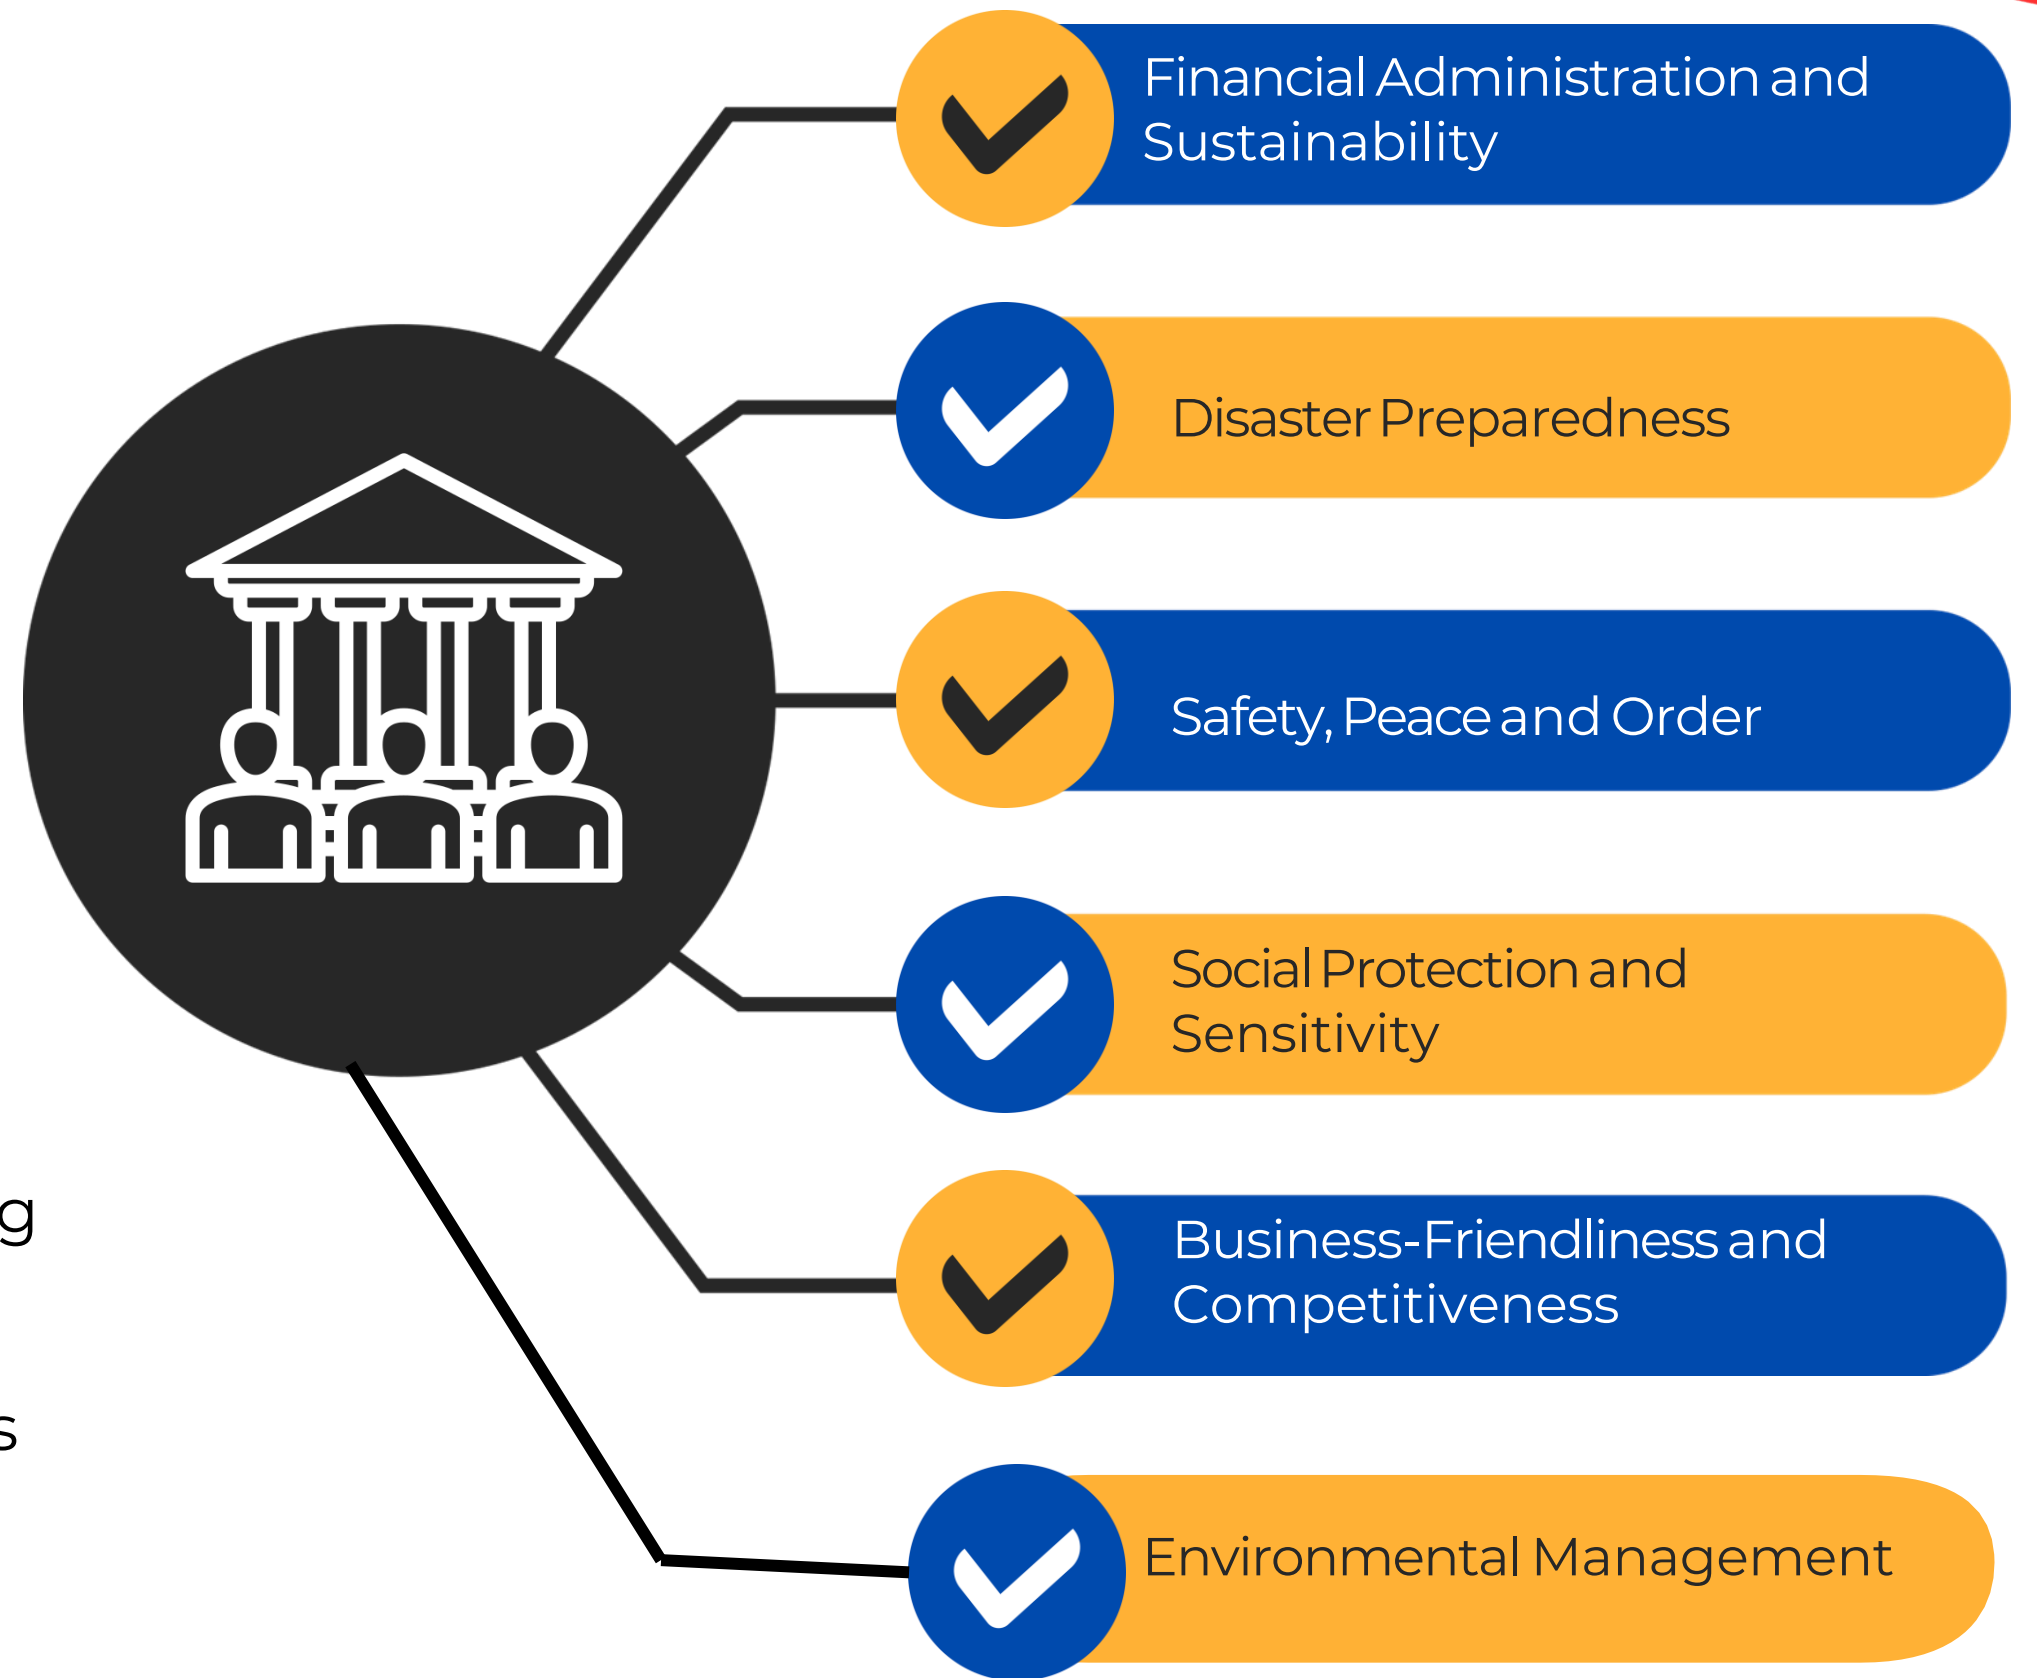 Financial Administration and
Sustainability
Disaster Preparedness
Safety, Peace and Order
Social Protection and
Sensitivity
Business-Friendliness and
Competitiveness
Environmental Management